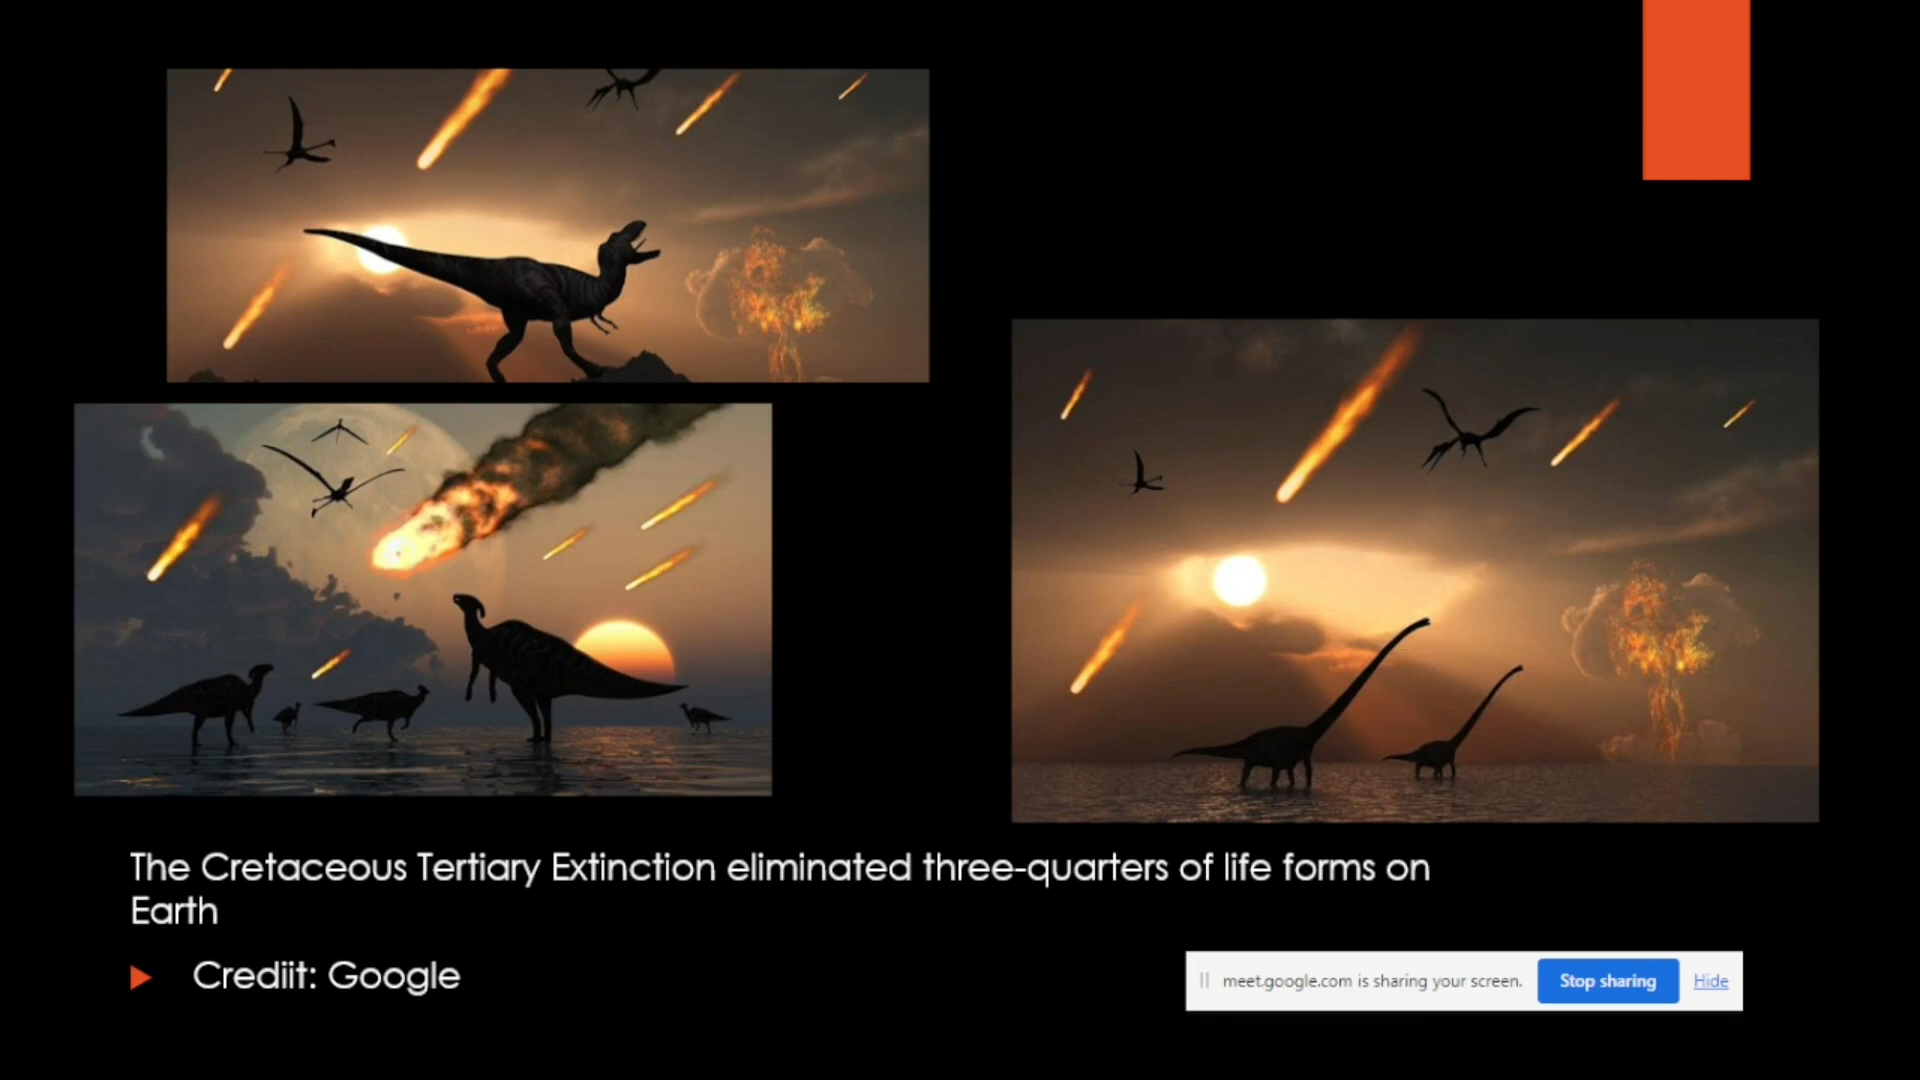 The Cretaceous Tertiary Extinction eliminated three-quarters of life forms on
Earth
Crediit: Google
meet.google.com is sharing your screen. Stop sharing Hide